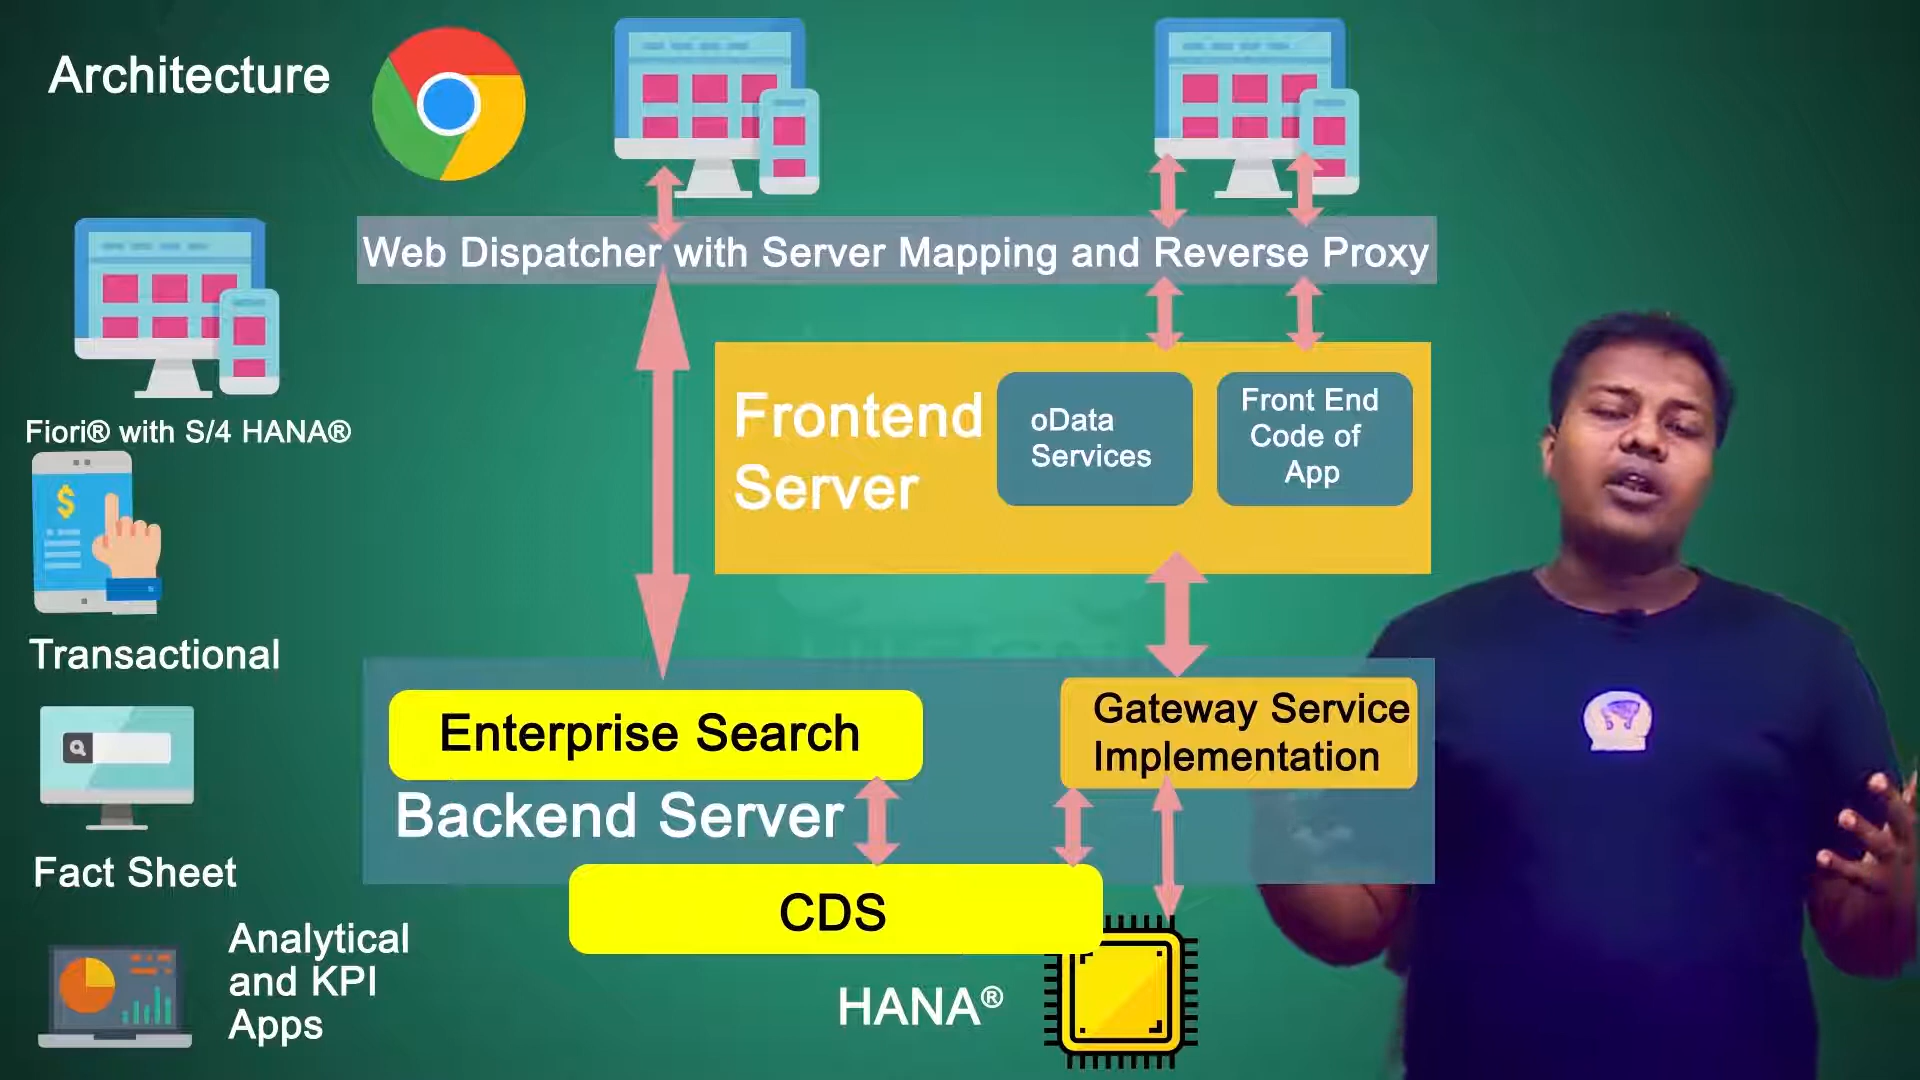 Architecture
Web Dispatcher with Server Mapping and Reverse Proxy
Fiori® with S/4 HANA®
Frontend
Server
oData
Services
Front End
Code of
App
$
Transactional
Enterprise Search
Gateway Service
Implementation
Backend Server
Fact Sheet
CDS
Analytical
and KPI
Apps
HANA®